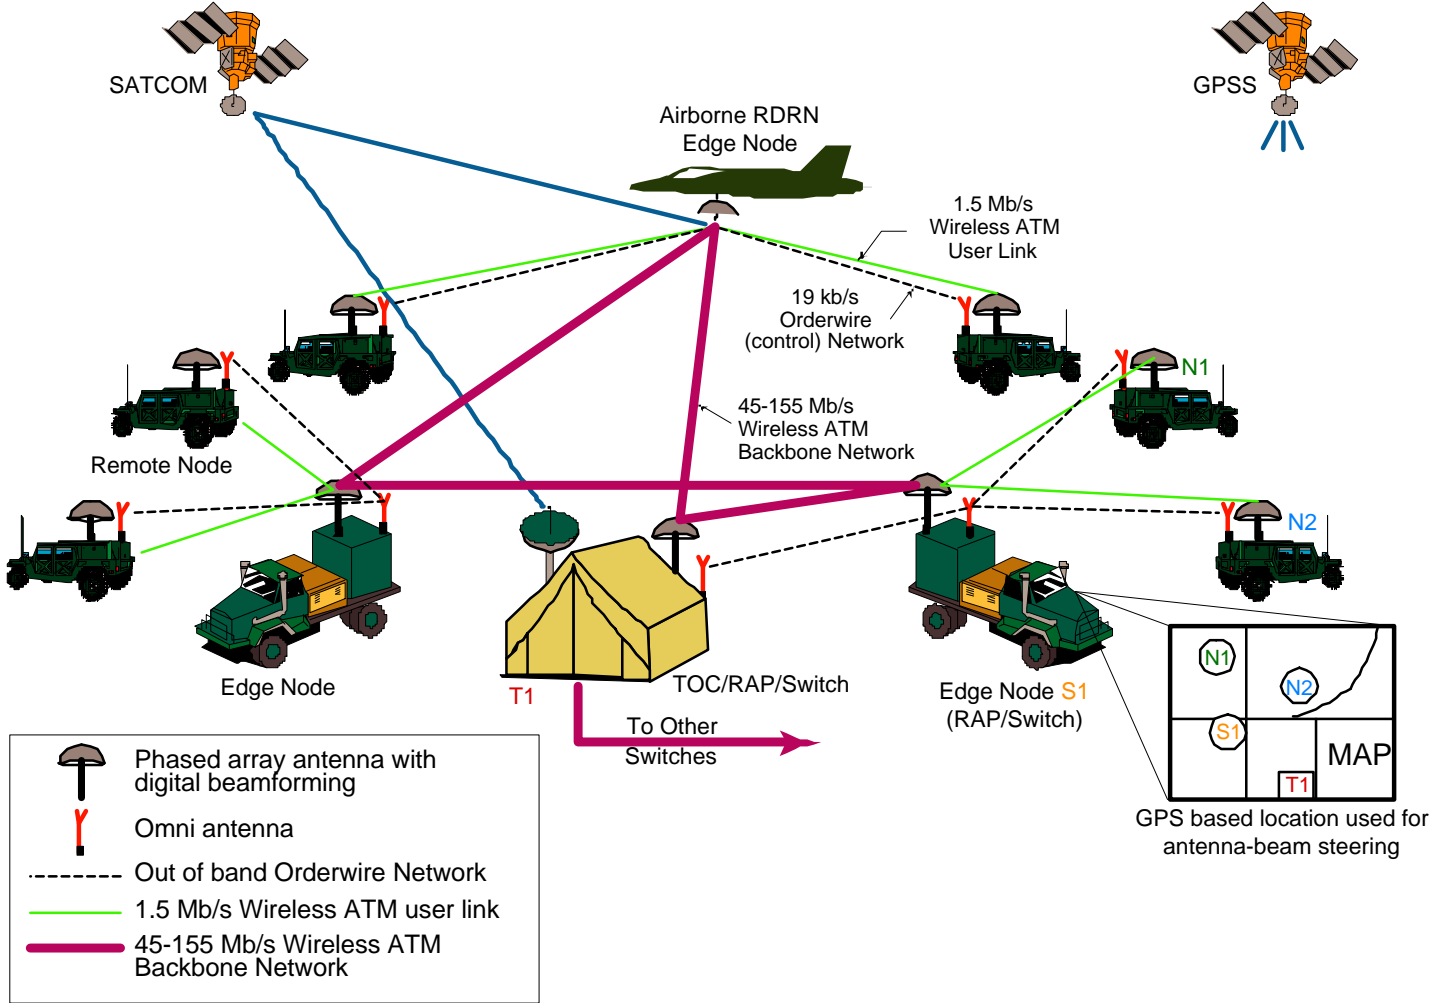 SATCOM
GPSS
Airborne RDRN
Edge Node
1.5 Mb/s
Wireless ATM
User Link
19 kb/s
Orderwire
(control) Network
N1
45-155 Mb/s
Wireless ATM
Backbone Network
Remote Node
N2
Edge Node
T1
TOC/RAP/Switch
Edge Node S1
(RAP/Switch)
To Other
Switches
N1
N2
S1
MAP
T1
GPS based location used for
antenna-beam steering
Phased array antenna with
digital beamforming
Omni antenna
Out of band Orderwire Network
1.5 Mb/s Wireless ATM user link
45-155 Mb/s Wireless ATM
Backbone Network